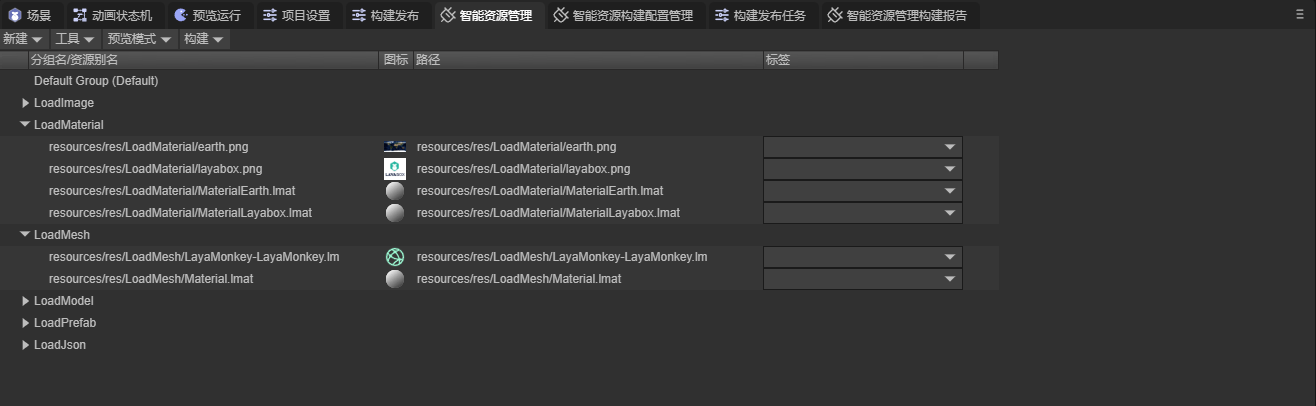 场景 动画状态机 预览运行 项目设置 构建发布 智能资源管理 智能资源构建配置管理 构建发布任务 智能资源管理构建报告
新建 工具 预览模式 构建
分组名/资源别名 图标 路径 标签
Default Group (Default)
LoadImage
LoadMaterial
resources/res/LoadMaterial/earth.png resources/res/LoadMaterial/earth.png
resources/res/LoadMaterial/layabox.png LAYABOX resources/res/LoadMaterial/layabox.png
resources/res/LoadMaterial/MaterialEarth.lmat resources/res/LoadMaterial/MaterialEarth.lmat
resources/res/LoadMaterial/MaterialLayabox.lmat resources/res/LoadMaterial/MaterialLayabox.lmat
LoadMesh
resources/res/LoadMesh/LayaMonkey-LayaMonkey.lm resources/res/LoadMesh/LayaMonkey-LayaMonkey.lm
resources/res/LoadMesh/Material.lmat resources/res/LoadMesh/Material.lmat
LoadModel
LoadPrefab
LoadJson